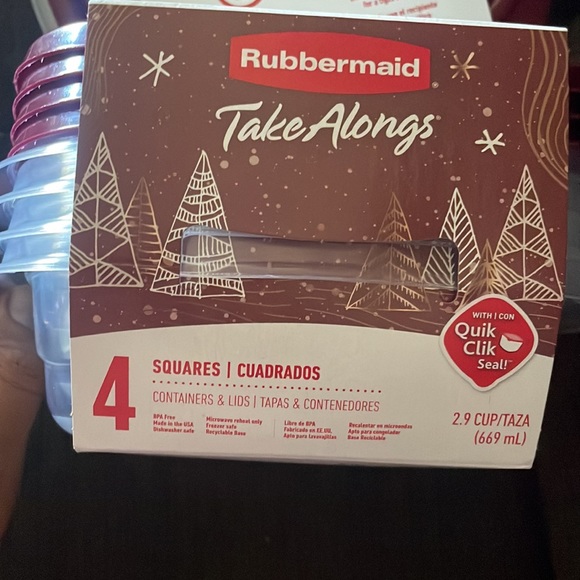 Rubbermaid
TakeAlongs
WITH | CON
Quik
Clik
Seal!™
4
SQUARES | CUADRADOS
CONTAINERS & LIDS | TAPAS & CONTENEDORES
BPA Free
Made in the USA
Dishwasher safe
Microwave reheat only
Freezer safe
Recyclable Base
Libre de BPA
Fabricado en EE.UU.
Apto para lavavajillas
Recalentar en microondas
Apto para congelador
Base Reciclable
2.9 CUP/TAZA
(669 mL)